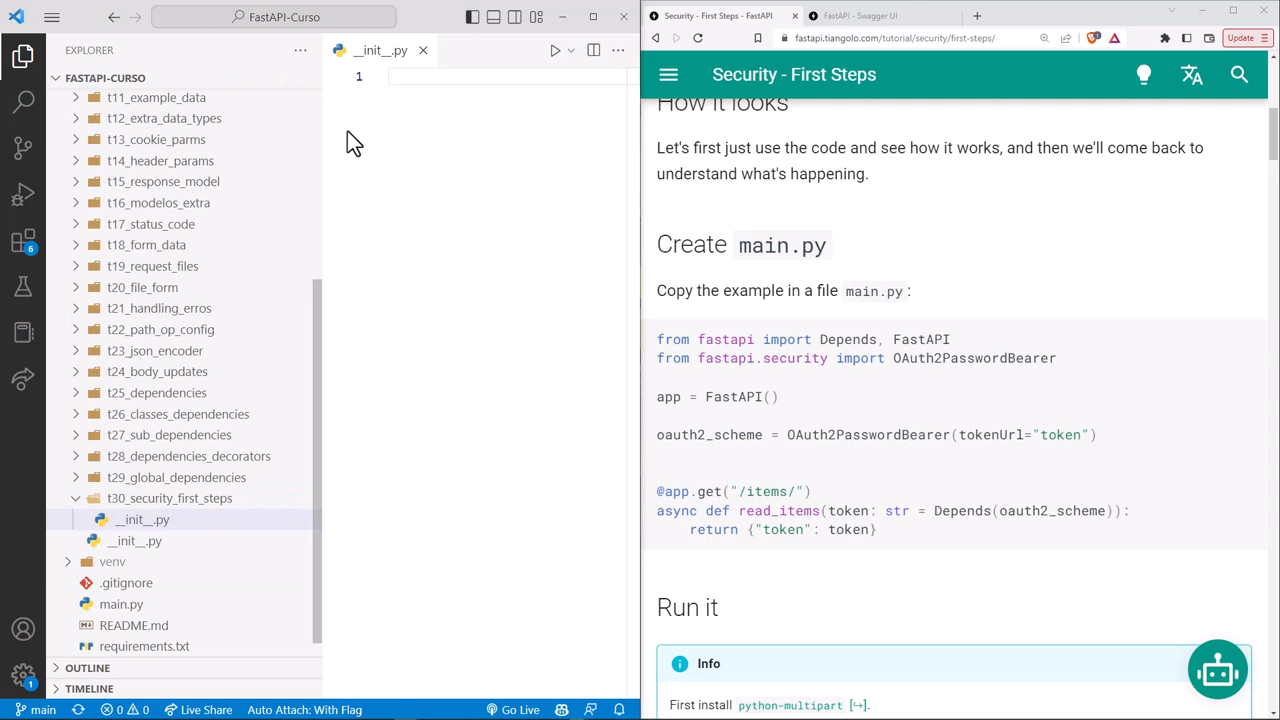 FastAPI-Curso
EXPLORER
FASTAPI-CURSO
t11_example_data
t12_extra_data_types
t13_cookie_parms
t14_header_params
t15_response_model
t16_modelos_extra
t17_status_code
t18_form_data
t19_request_files
t20_file_form
t21_handling_erros
t22_path_op_config
t23_json_encoder
t24_body_updates
t25_dependencies
t26_classes_dependencies
t27_sub_dependencies
t28_dependencies_decorators
t29_global_dependencies
t30_security_first_steps
__init__.py
__init__.py
venv
.gitignore
main.py
README.md
requirements.txt
OUTLINE
TIMELINE
6
1
main
0
0
Live Share
Auto Attach: With Flag
Go Live
__init__.py
1
Security - First Steps - FastAPI
FastAPI - Swagger UI
fastapi.tiangolo.com/tutorial/security/first-steps/
Update
Security - First Steps
How it looks
Let's first just use the code and see how it works, and then we'll come back to
understand what's happening.
Create main.py
Copy the example in a file main.py:
from fastapi import Depends, FastAPI
from fastapi.security import OAuth2PasswordBearer
app = FastAPI()
oauth2_scheme = OAuth2PasswordBearer(tokenUrl="token")
@app.get("/items/")
async def read_items(token: str = Depends(oauth2_scheme)):
return {"token": token}
Run it
Info
First install python-multipart [↪].